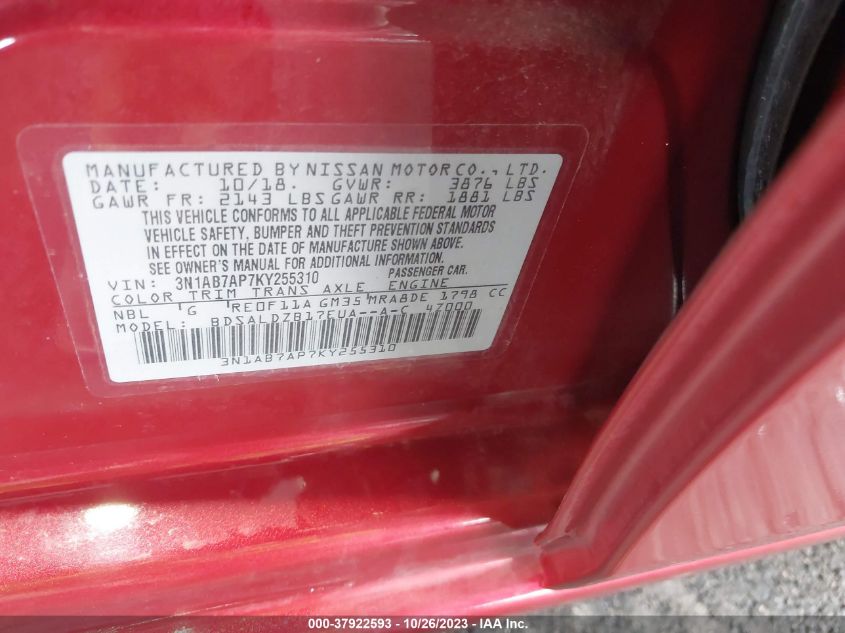 MANUFACTURED BY NISSAN MOTOR CO., LTD.
DATE: 10/18. GVWR: 3876 LBS
GAWR FR: 2143 LBS GAWR RR: 1881 LBS
THIS VEHICLE CONFORMS TO ALL APPLICABLE FEDERAL MOTOR
VEHICLE SAFETY, BUMPER AND THEFT PREVENTION STANDARDS
IN EFFECT ON THE DATE OF MANUFACTURE SHOWN ABOVE.
SEE OWNER'S MANUAL FOR ADDITIONAL INFORMATION.
VIN: 3N1AB7AP7KY255310 PASSENGER CAR.
COLOR TRIM TRANS AXLE ENGINE
NBL 'G RE0F11A GM35 MRA8DE 1798 CC
MODEL: BDSALDZB17EUA--A-C 47000
3N1AB7AP7KY255310
000-37922593 - 10/26/2023 - IAA Inc.